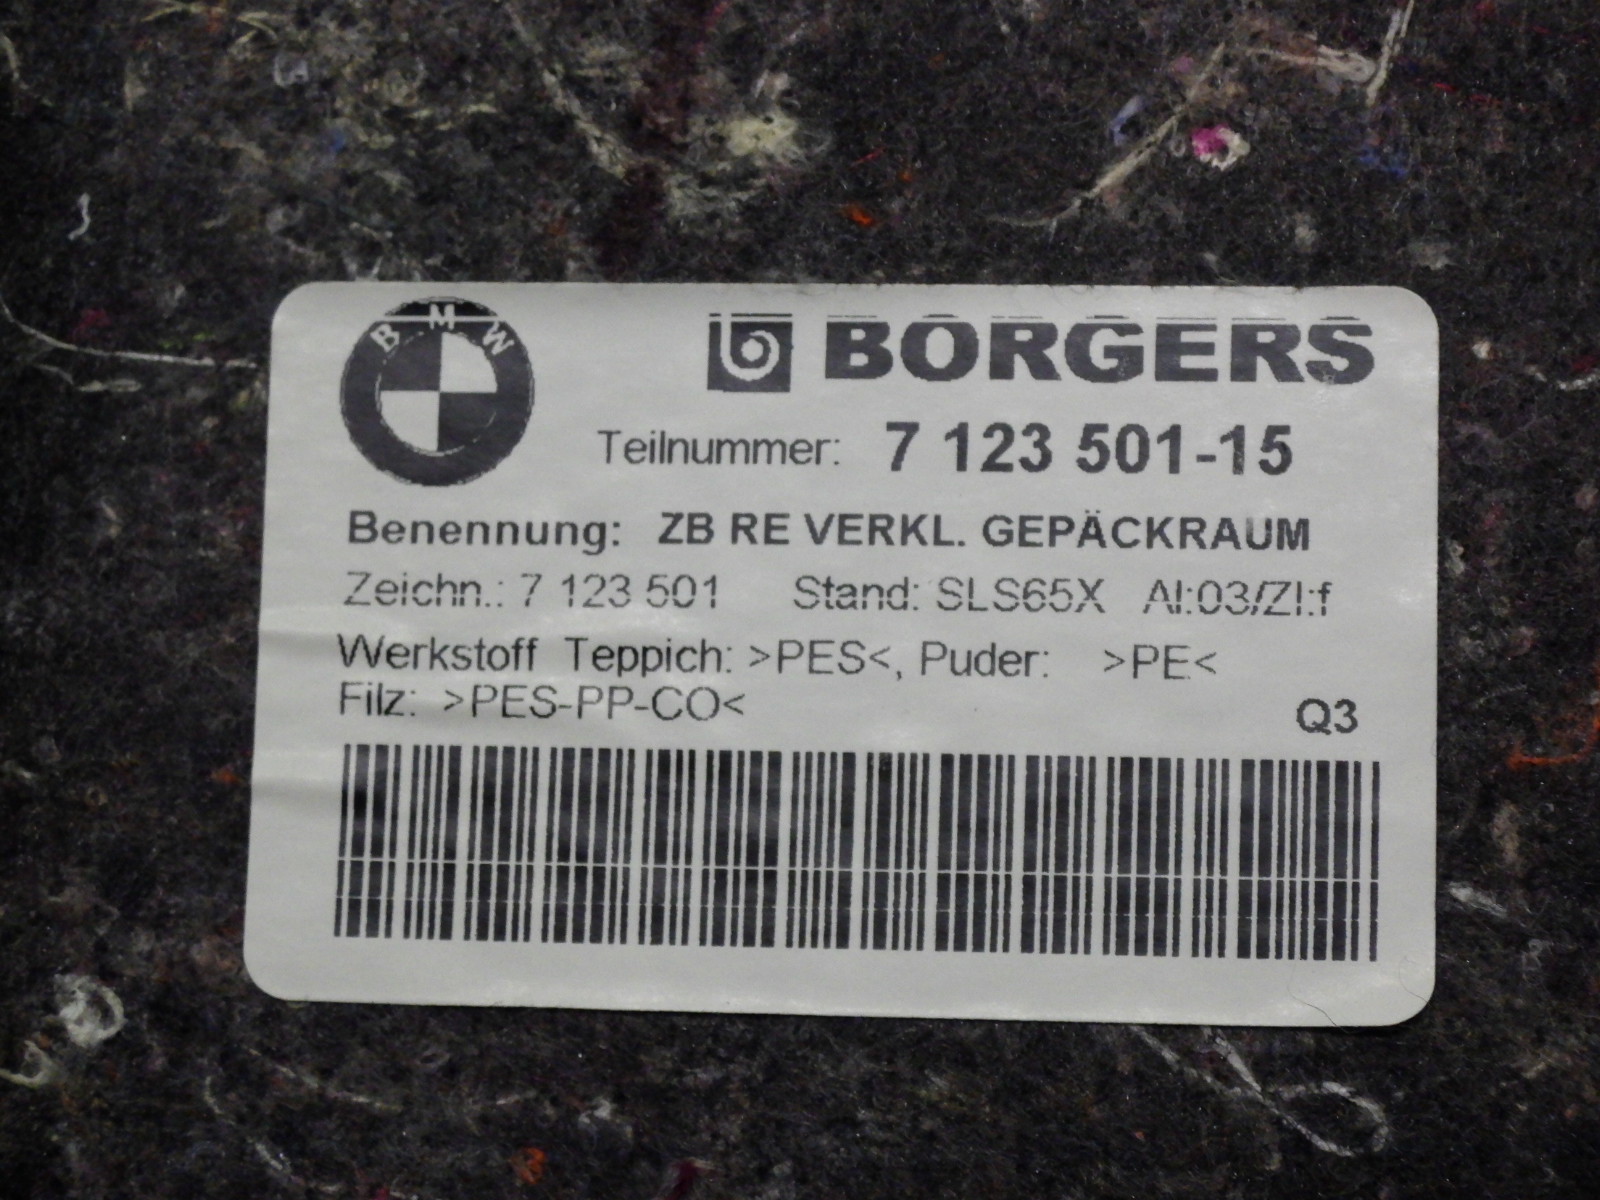 BMW
BORGERS
Teilnummer: 7 123 501-15
Benennung: ZB RE VERKL. GEPÄCKRAUM
Zeichn.: 7 123 501 Stand: SLS65X AI:03/ZI:f
Werkstoff Teppich: >PES<, Puder: >PE<
Filz: >PES-PP-CO<
Q3